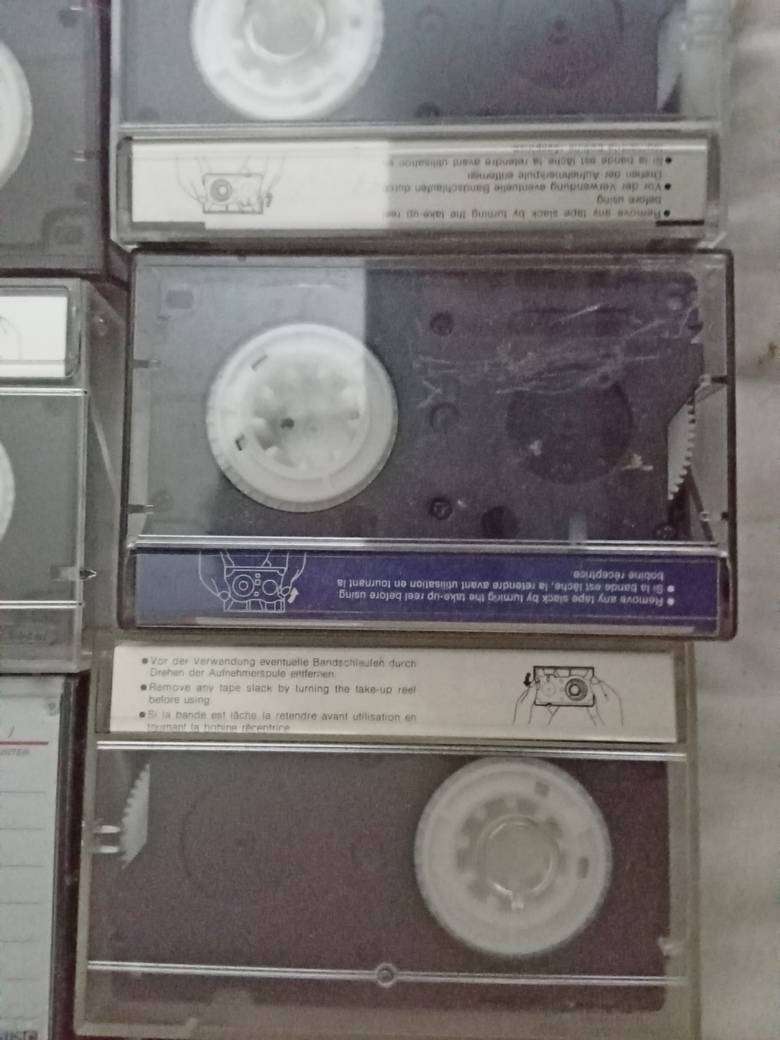 ● Remove any tape slack by turning the take-up reel
before using
● Vor der Verwendung eventuelle Bandschlaufen durch
Drehen der Aufnahmerspule entfernen
● Si la bande est lâche la retendre avant utilisation en
● Remove any tape slack by turning the take-up reel before using
● Si la bande est lâche, la retendre avant utilisation en tournant la
bobine réceptrice.
● Vor der Verwendung eventuelle Bandschlaufen durch
Drehen der Aufnahmerspule entfernen
● Remove any tape slack by turning the take-up reel
before using
● Si la bande est lâche la retendre avant utilisation en
tournant la bobine réceptrice